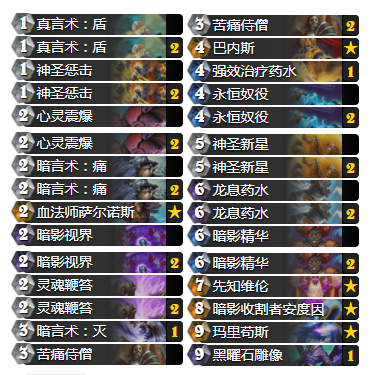 1 真言术：盾
1 真言术：盾 2
1 神圣惩击
1 神圣惩击 2
2 心灵震爆
2 心灵震爆 2
2 暗言术：痛
2 暗言术：痛 2
2 血法师萨尔诺斯 ★
2 暗影视界
2 暗影视界 2
2 灵魂鞭笞
2 灵魂鞭笞 2
3 暗言术：灭 1
3 苦痛侍僧
3 苦痛侍僧 2
4 巴内斯 ★
4 强效治疗药水 1
4 永恒奴役
4 永恒奴役 2
5 神圣新星
5 神圣新星 2
6 龙息药水
6 龙息药水 2
6 暗影精华
6 暗影精华 2
7 先知维伦 ★
8 暗影收割者安度因 ★
9 玛里苟斯 ★
9 黑曜石雕像 1